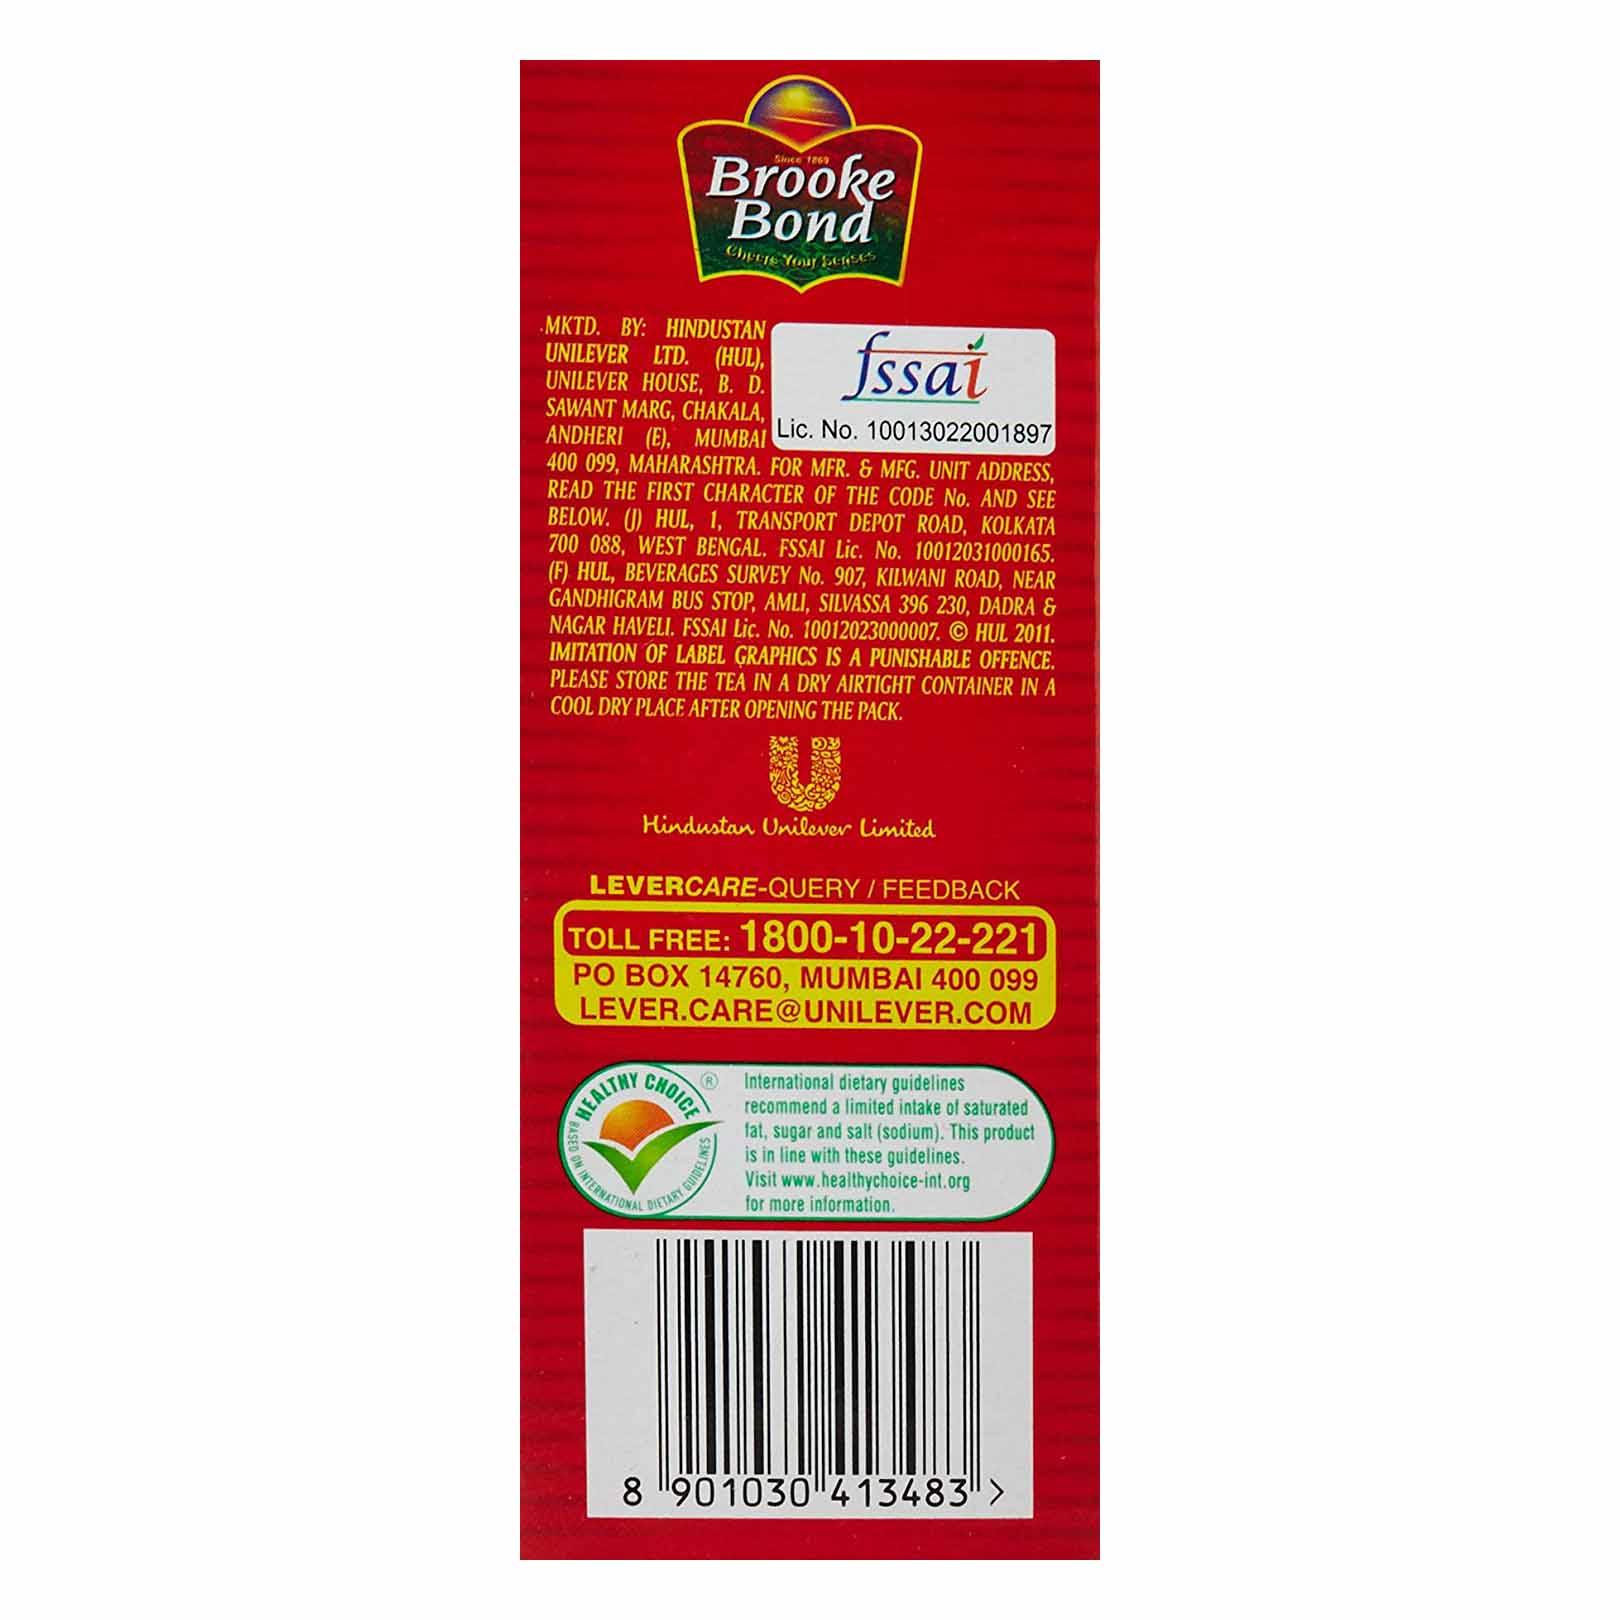 Since 1869
Brooke
Bond
Cheers Your Senses
MKTD. BY: HINDUSTAN
UNILEVER LTD. (HUL),
UNILEVER HOUSE, B. D.
SAWANT MARG, CHAKALA,
ANDHERI (E), MUMBAI
fssai
Lic. No. 10013022001897
400 099, MAHARASHTRA. FOR MFR. & MFG. UNIT ADDRESS,
READ THE FIRST CHARACTER OF THE CODE No. AND SEE
BELOW. (J) HUL, 1, TRANSPORT DEPOT ROAD, KOLKATA
700 088, WEST BENGAL. FSSAI Lic. No. 10012031000165.
(F) HUL, BEVERAGES SURVEY No. 907, KILWANI ROAD, NEAR
GANDHIGRAM BUS STOP, AMLI, SILVASSA 396 230, DADRA &
NAGAR HAVELI. FSSAI Lic. No. 10012023000007. © HUL 2011.
IMITATION OF LABEL GRAPHICS IS A PUNISHABLE OFFENCE.
PLEASE STORE THE TEA IN A DRY AIRTIGHT CONTAINER IN A
COOL DRY PLACE AFTER OPENING THE PACK.
Hindustan Unilever Limited
LEVERCARE-QUERY / FEEDBACK
TOLL FREE: 1800-10-22-221
PO BOX 14760, MUMBAI 400 099
LEVER.CARE@UNILEVER.COM
HEALTHY CHOICE ®
BASED ON INTERNATIONAL DIETARY GUIDELINES
International dietary guidelines
recommend a limited intake of saturated
fat, sugar and salt (sodium). This product
is in line with these guidelines.
Visit www.healthychoice-int.org
for more information.
8 901030 413483 >